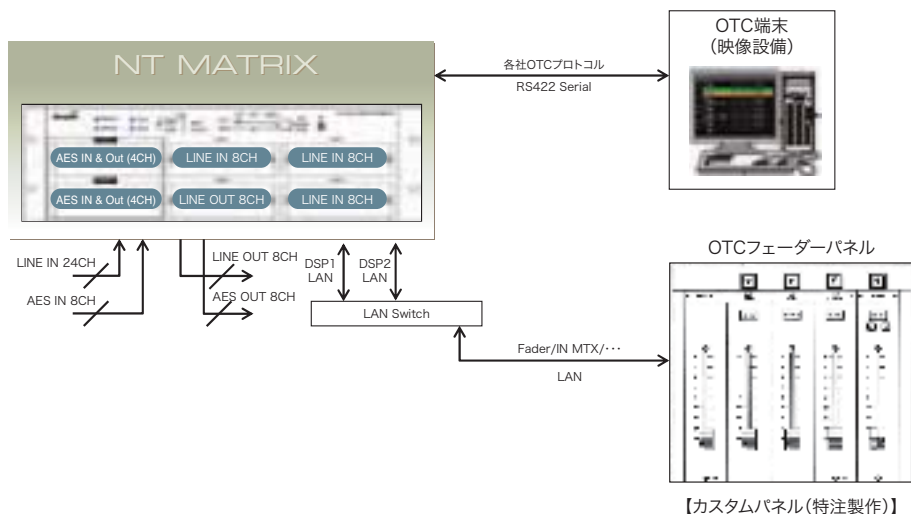 NT MATRIX
AES IN & Out (4CH)
LINE IN 8CH
LINE IN 8CH
AES IN & Out (4CH)
LINE OUT 8CH
LINE IN 8CH
各社OTCプロトコル
RS422 Serial
OTC端末
(映像設備)
LINE IN 24CH
AES IN 8CH
LINE OUT 8CH
AES OUT 8CH
DSP1
LAN
DSP2
LAN
LAN Switch
Fader/IN MTX/・・・
LAN
OTCフェーダーパネル
【カスタムパネル(特注製作)】